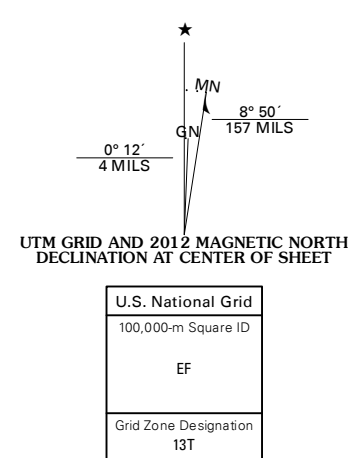 MN
8° 50´
157 MILS
GN
0° 12´
4 MILS
UTM GRID AND 2012 MAGNETIC NORTH
DECLINATION AT CENTER OF SHEET
U.S. National Grid
100,000-m Square ID
EF
Grid Zone Designation
13T